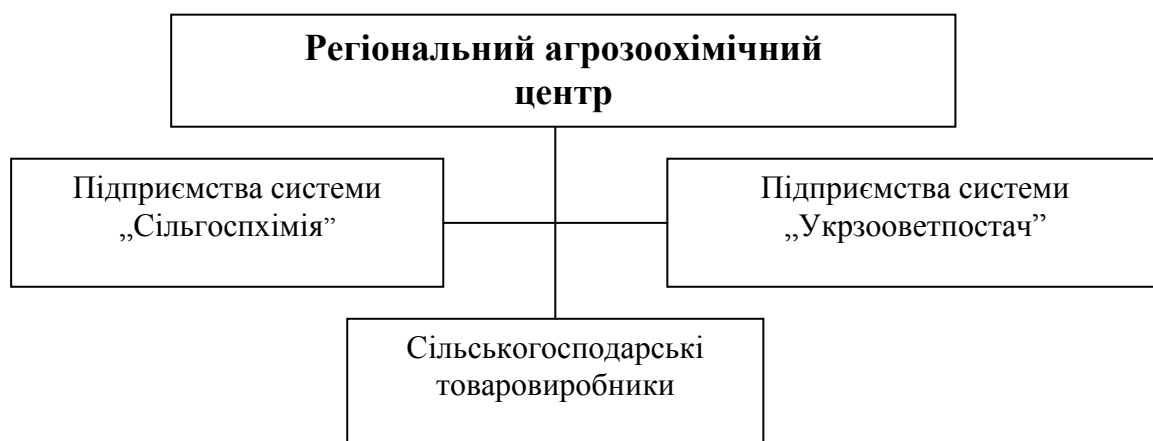 Регіональний агрозоохімічний
центр
Підприємства системи
„Сільгоспхімія”
Підприємства системи
„Укрзооветпостач”
Сільськогосподарські
товаровиробники